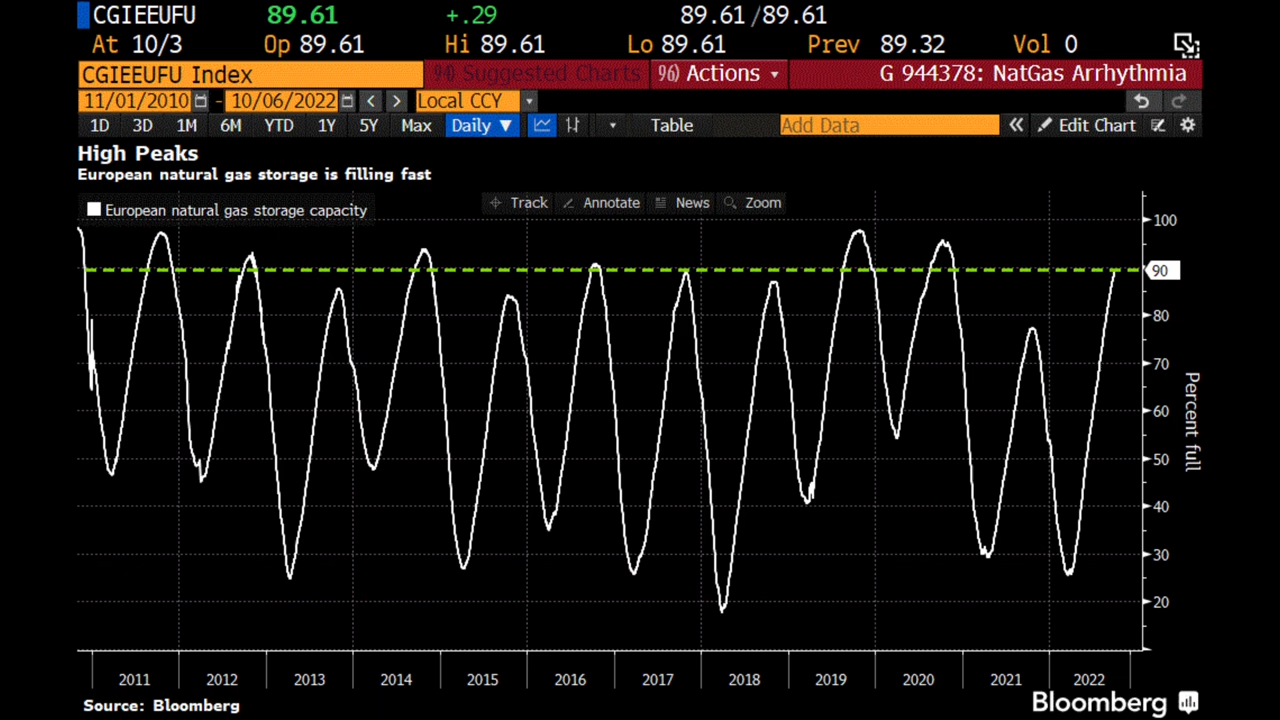 CGIEEUFU 89.61 +.29 89.61/89.61
At 10/3 Op 89.61 Hi 89.61 Lo 89.61 Prev 89.32 Vol 0
CGIEEUFU Index 94) Suggested Charts 96) Actions G 944378: NatGas Arrhythmia
11/01/2010 - 10/06/2022 Local CCY
1D 3D 1M 6M YTD 1Y 5Y Max Daily Table Add Data Edit Chart
High Peaks
European natural gas storage is filling fast
European natural gas storage capacity
Track Annotate News Zoom
100
90
80
70
60
50
40
30
20
Percent full
2011 2012 2013 2014 2015 2016 2017 2018 2019 2020 2021 2022
Source: Bloomberg
Bloomberg